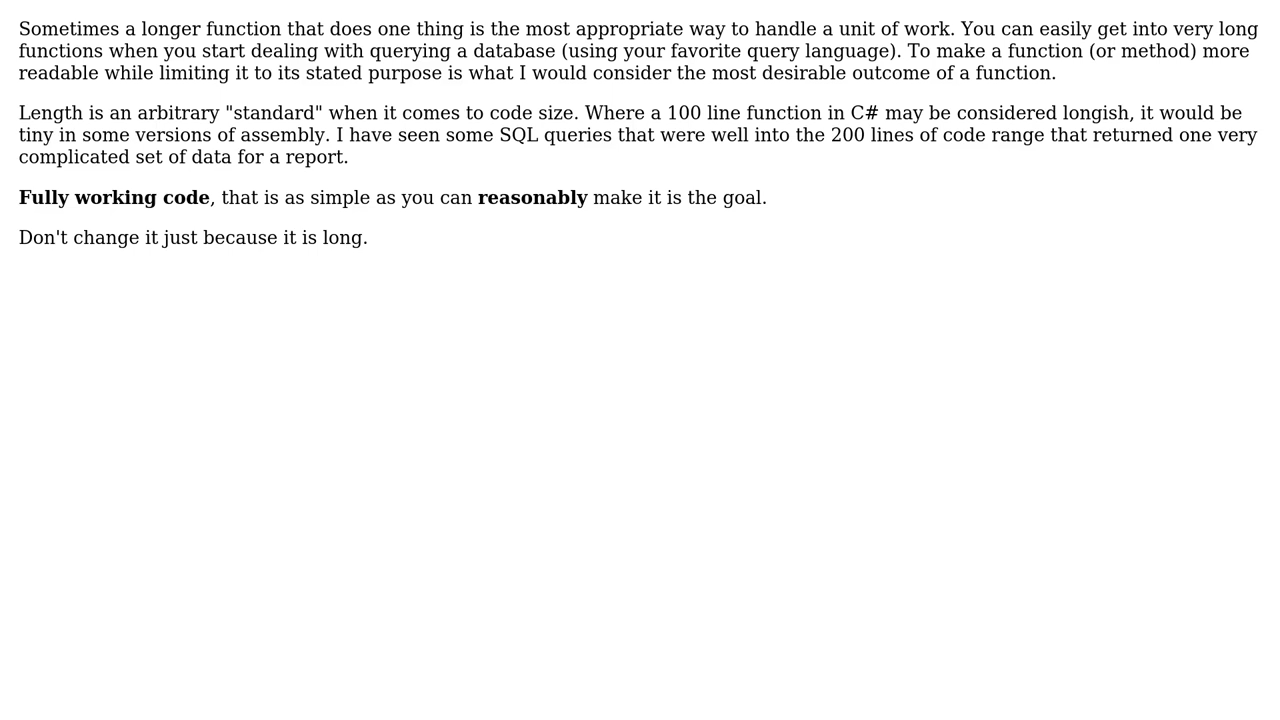 Sometimes a longer function that does one thing is the most appropriate way to handle a unit of work. You can easily get into very long
functions when you start dealing with querying a database (using your favorite query language). To make a function (or method) more
readable while limiting it to its stated purpose is what I would consider the most desirable outcome of a function.
Length is an arbitrary "standard" when it comes to code size. Where a 100 line function in C# may be considered longish, it would be
tiny in some versions of assembly. I have seen some SQL queries that were well into the 200 lines of code range that returned one very
complicated set of data for a report.
Fully working code, that is as simple as you can reasonably make it is the goal.
Don't change it just because it is long.